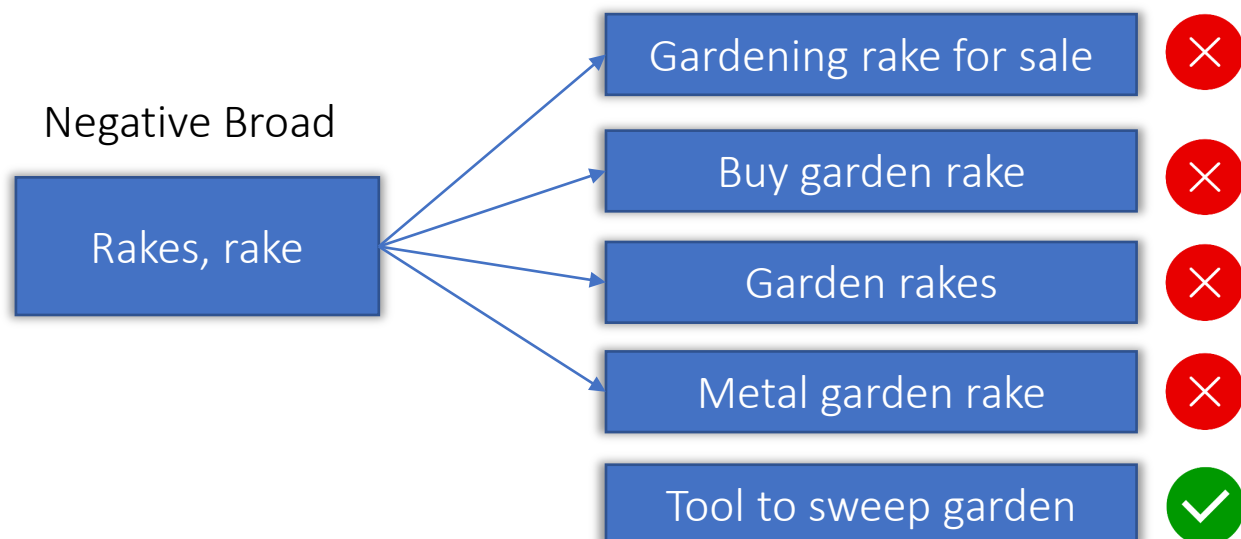 Negative Broad
Rakes, rake
Gardening rake for sale
Buy garden rake
Garden rakes
Metal garden rake
Tool to sweep garden